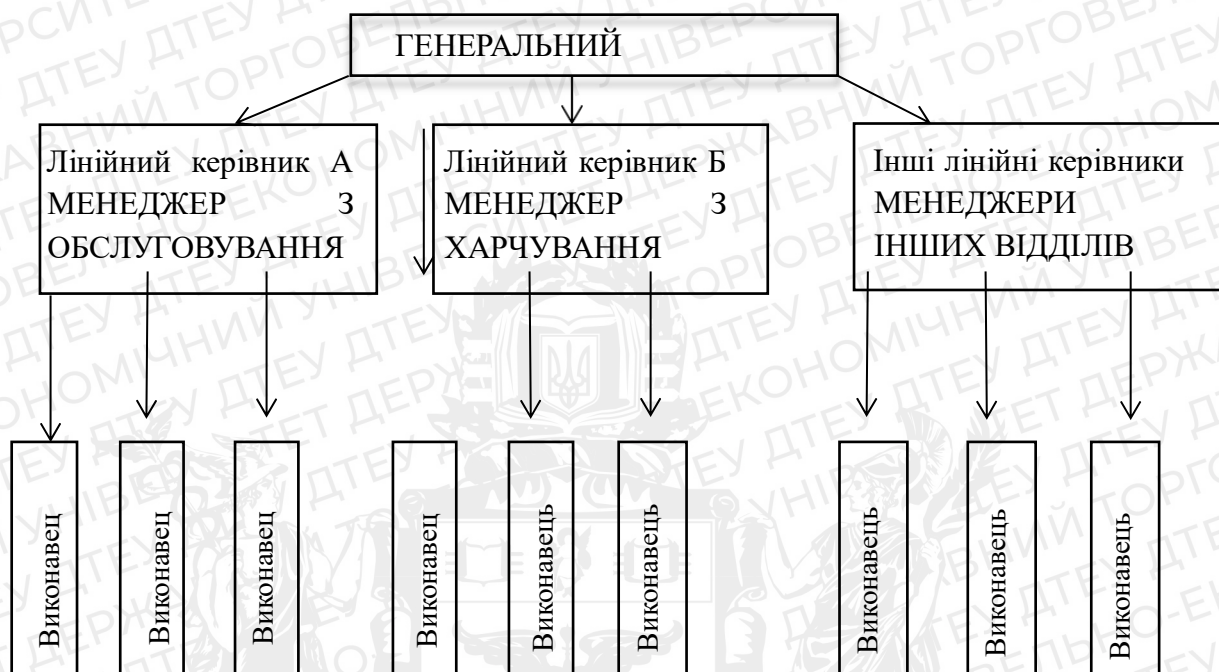 ГЕНЕРАЛЬНИЙ
Лінійний керівник А
МЕНЕДЖЕР З
ОБСЛУГОВУВАННЯ
Лінійний керівник Б
МЕНЕДЖЕР З
ХАРЧУВАННЯ
Інші лінійні керівники
МЕНЕДЖЕРИ
ІНШИХ ВІДДІЛІВ
Виконавец
Виконавец
Виконавец
Виконавец
Виконавець
Виконавець
Виконавець
Виконавець
Виконавець